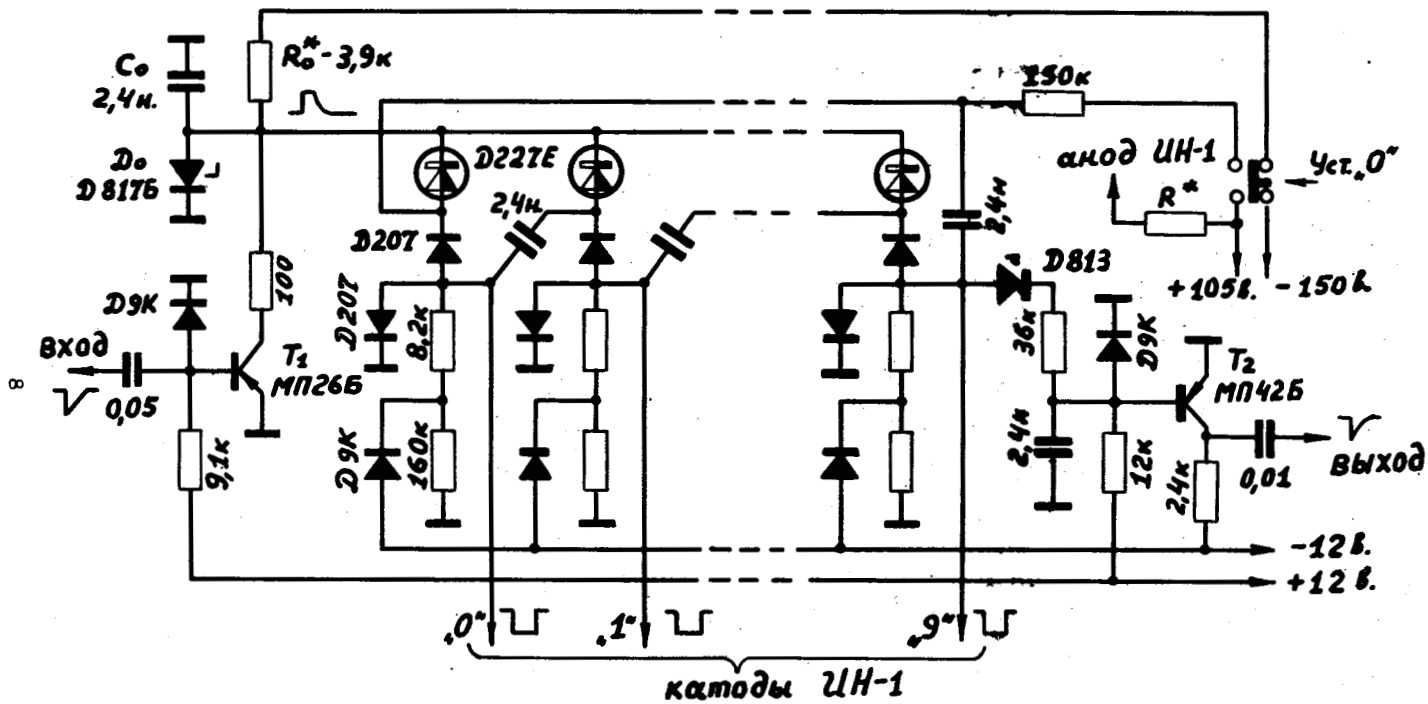 C₀
2,4н.
R₀*-3,9к
D₀
D817Б
D227Е
150к
анод ИН-1
R*
Уст. „0"
+105в.
-150в
2,4н.
2,4н
D207
D813
100
D9К
D207
8,2к
36к
D9К
вход
0,05
T₁
МП26Б
T₂
МП42Б
8
9,1к
D9К
160к
2,4н
12к
2,4к
0,01
выход
-12в.
+12в.
„0"
„1"
„9"
катоды ИН-1